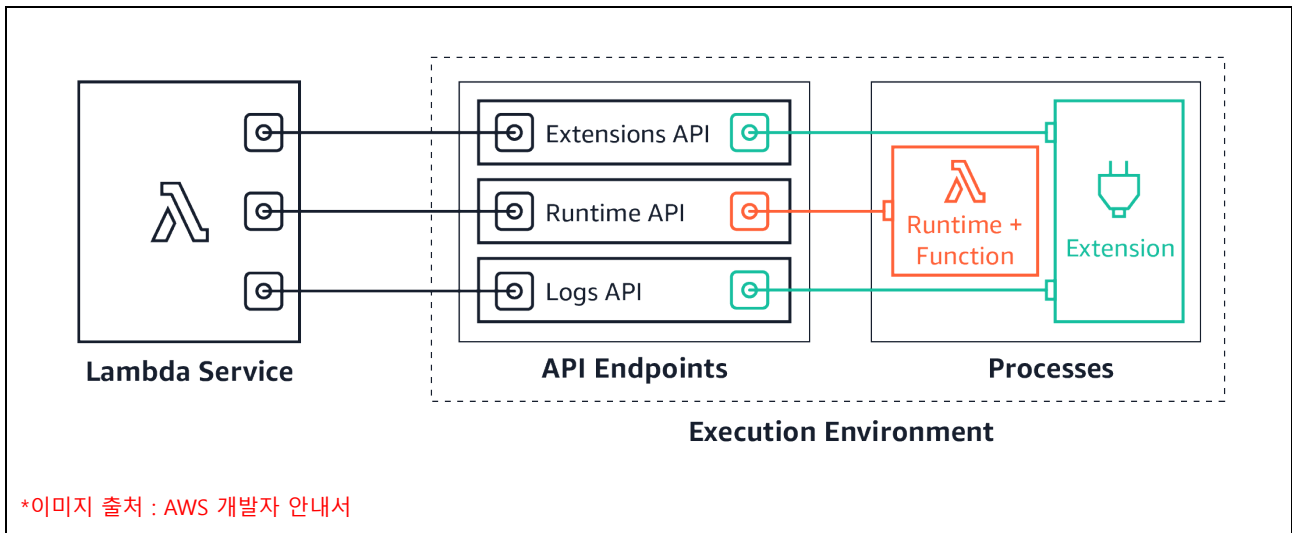 Extensions API
Runtime API
Logs API
Runtime +
Function
Extension
Lambda Service
API Endpoints
Processes
Execution Environment
*이미지 출처 : AWS 개발자 안내서